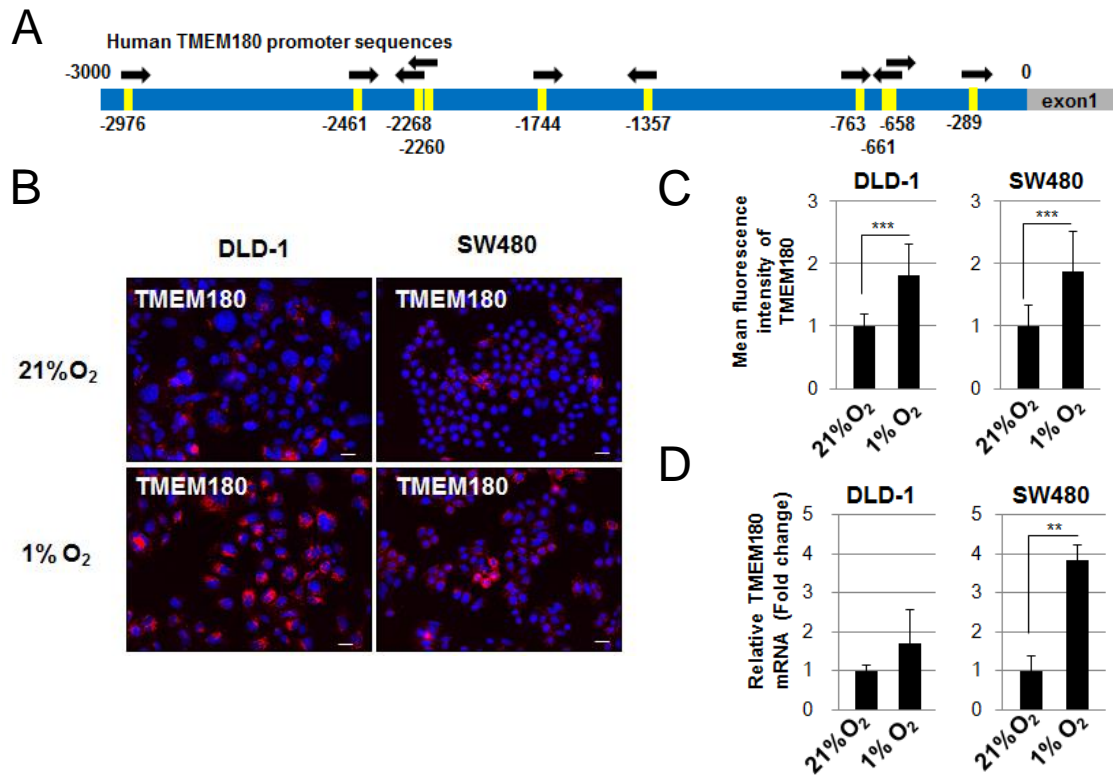 A
Human TMEM180 promoter sequences
-3000
0
exon1
-2976
-2461
-2268
-2260
-1744
-1357
-763
-661
-658
-289
B
DLD-1
SW480
21%O2
TMEM180
TMEM180
1% O2
TMEM180
TMEM180
C
DLD-1
SW480
Mean fluorescence
intensity of
TMEM180
3
2
1
0
***
21%O2
1% O2
3
2
1
0
***
21%O2
1% O2
D
DLD-1
SW480
Relative TMEM180
mRNA (Fold change)
5
4
3
2
1
0
21%O2
1% O2
5
4
3
2
1
0
**
21%O2
1% O2